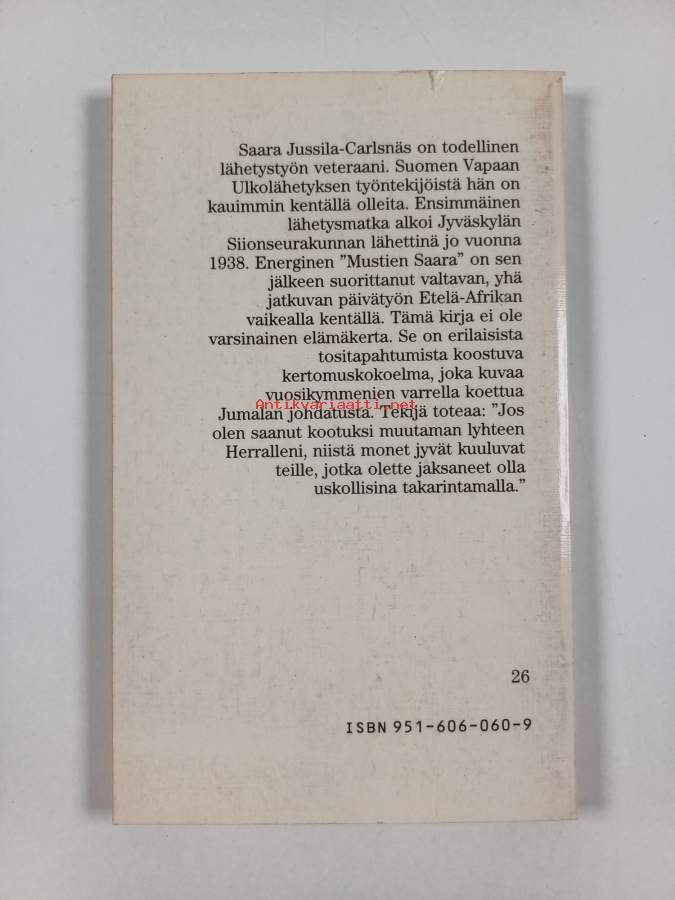 Saara Jussila-Carlsnäs on todellinen
lähetystyön veteraani. Suomen Vapaan
Ulkolähetyksen työntekijöistä hän on
kauimmin kentällä olleita. Ensimmäinen
lähetysmatka alkoi Jyväskylän
Siionseurakunnan lähettinä jo vuonna
1938. Energinen ”Mustien Saara” on sen
jälkeen suorittanut valtavan, yhä
jatkuvan päivätyön Etelä-Afrikan
vaikealla kentällä. Tämä kirja ei ole
varsinainen elämäkerta. Se on erilaisista
tositapahtumista koostuva
kertomuskokoelma, joka kuvaa
vuosikymmenien varrella koettua
Antikvariaatti.net
Jumalan johdatusta. Tekijä toteaa: ”Jos
olen saanut kootuksi muutaman lyhteen
Herralleni, niistä monet jyvät kuuluvat
teille, jotka olette jaksaneet olla
uskollisina takarintamalla.”
26
ISBN 951-606-060-9